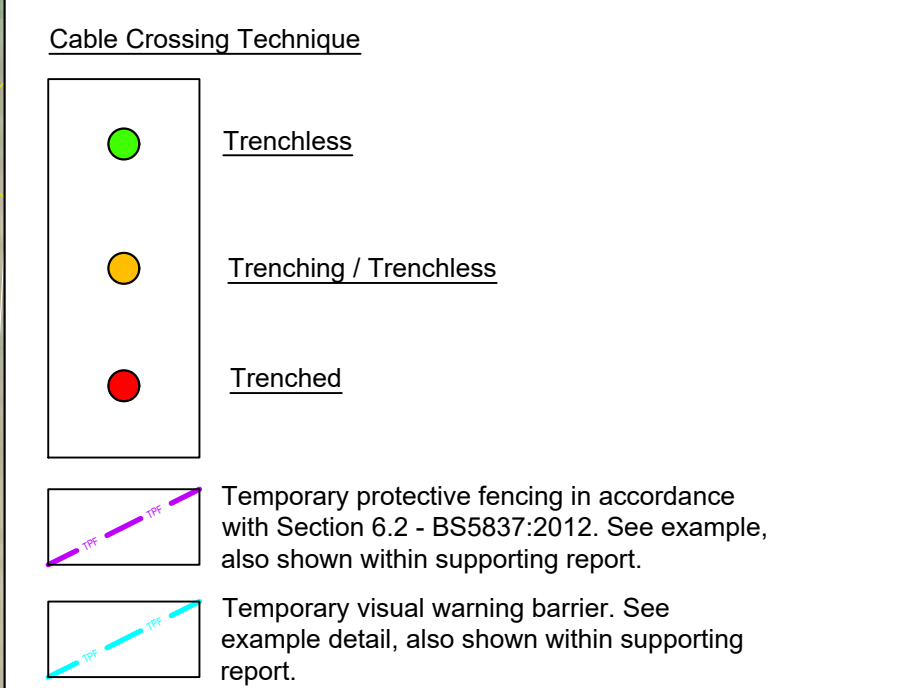 Cable Crossing Technique
Trenchless
Trenching / Trenchless
Trenched
TPF TPF
Temporary protective fencing in accordance
with Section 6.2 - BS5837:2012. See example,
also shown within supporting report.
TPF TPF
Temporary visual warning barrier. See
example detail, also shown within supporting
report.